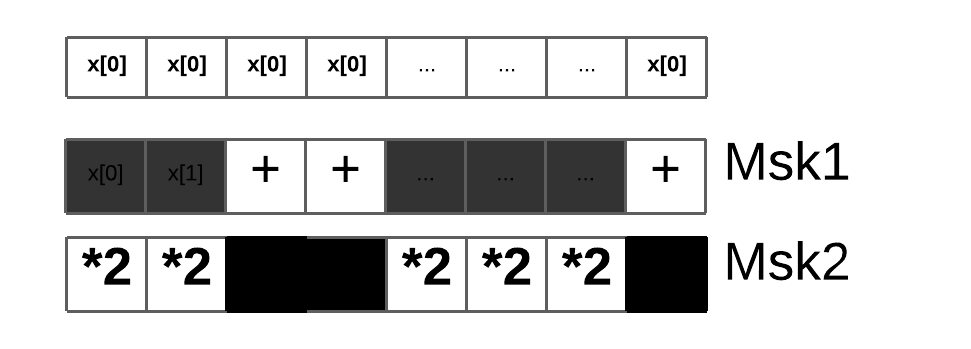 x[0] x[0] x[0] x[0] ... ... ... x[0]
x[0] x[1] + + ... ... ... + Msk1
*2 *2 *2 *2 *2 Msk2